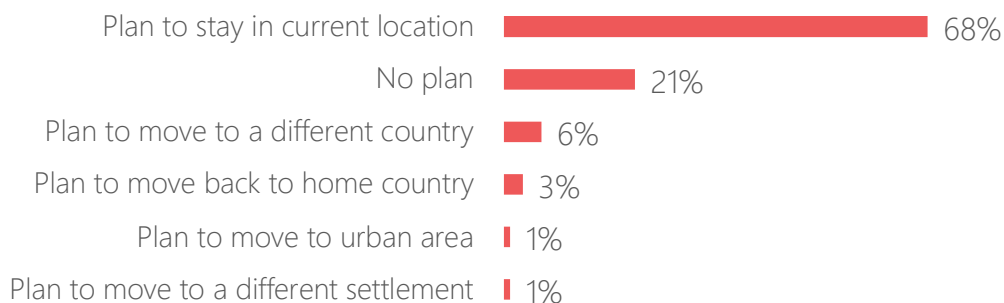 Plan to stay in current location 68%
No plan 21%
Plan to move to a different country 6%
Plan to move back to home country 3%
Plan to move to urban area 1%
Plan to move to a different settlement 1%